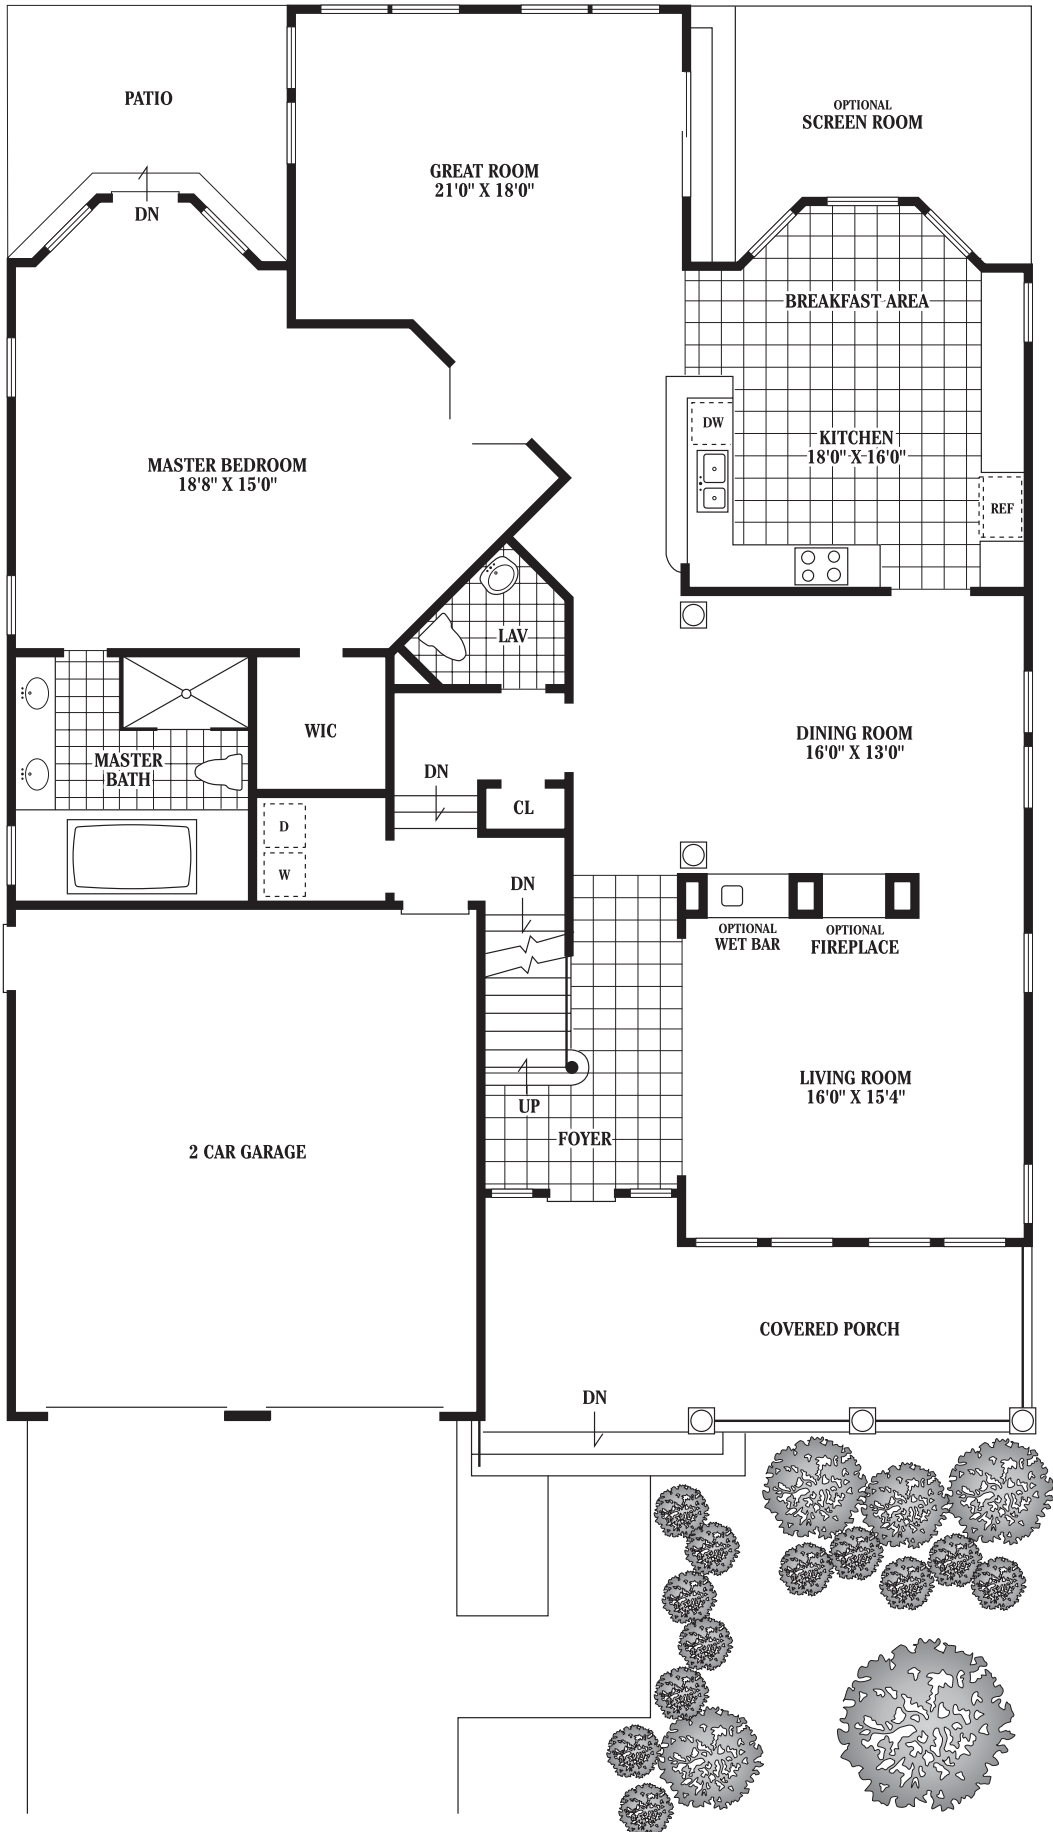 PATIO
DN
GREAT ROOM
21'0" X 18'0"
OPTIONAL
SCREEN ROOM
BREAKFAST AREA
DW
KITCHEN
18'0" X 16'0"
REF
MASTER BEDROOM
18'8" X 15'0"
LAV
WIC
MASTER
BATH
DN
CL
DINING ROOM
16'0" X 13'0"
D
W
DN
OPTIONAL
WET BAR
OPTIONAL
FIREPLACE
UP
FOYER
LIVING ROOM
16'0" X 15'4"
2 CAR GARAGE
COVERED PORCH
DN